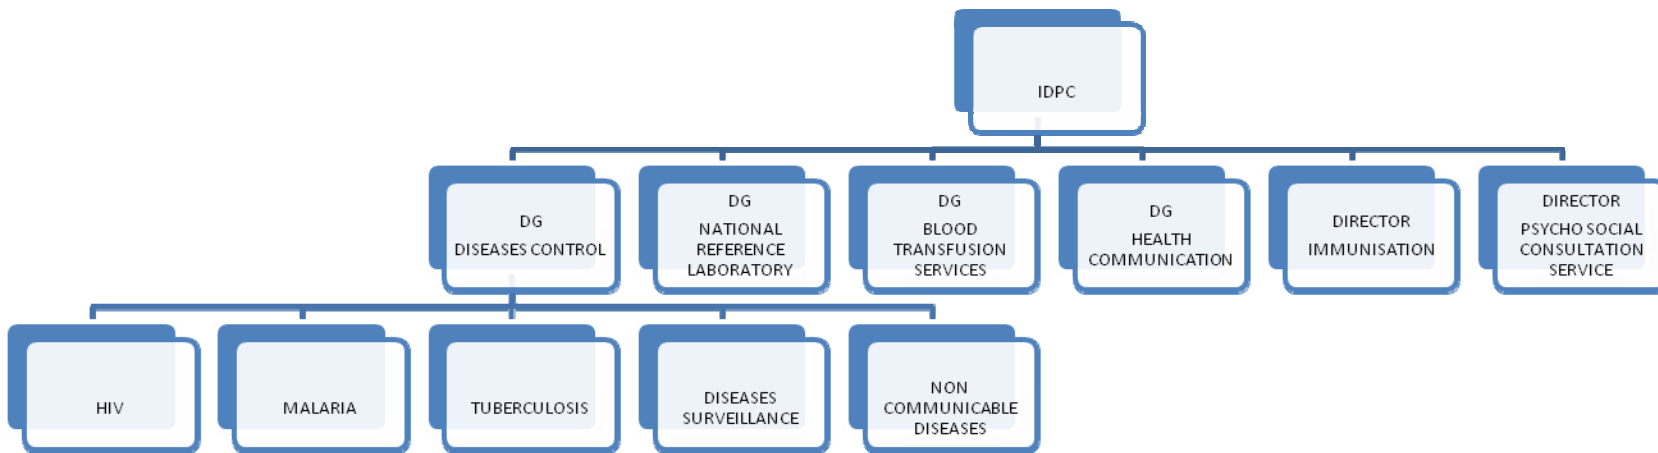 IDPC
DG
DISEASES CONTROL
DG
NATIONAL
REFERENCE
LABORATORY
DG
BLOOD
TRANSFUSION
SERVICES
DG
HEALTH
COMMUNICATION
DIRECTOR
IMMUNISATION
DIRECTOR
PSYCHO SOCIAL
CONSULTATION
SERVICE
HIV
MALARIA
TUBERCULOSIS
DISEASES
SURVEILLANCE
NON
COMMUNICABLE
DISEASES